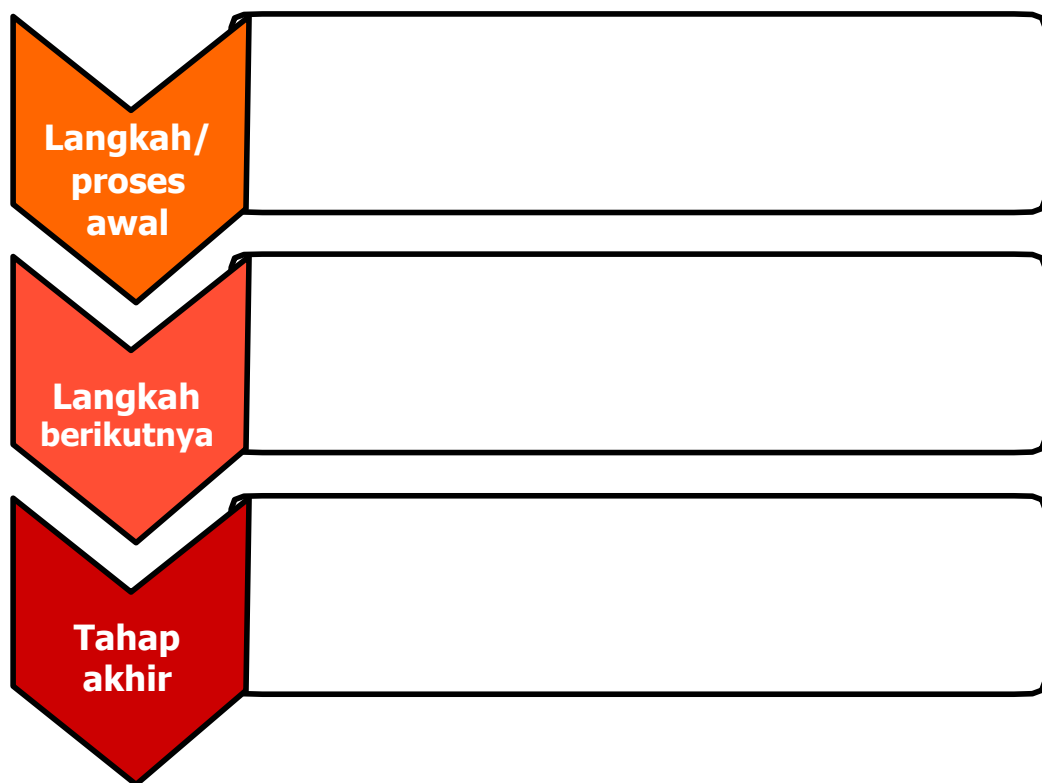 Langkah/
proses
awal
Langkah
berikutnya
Tahap
akhir